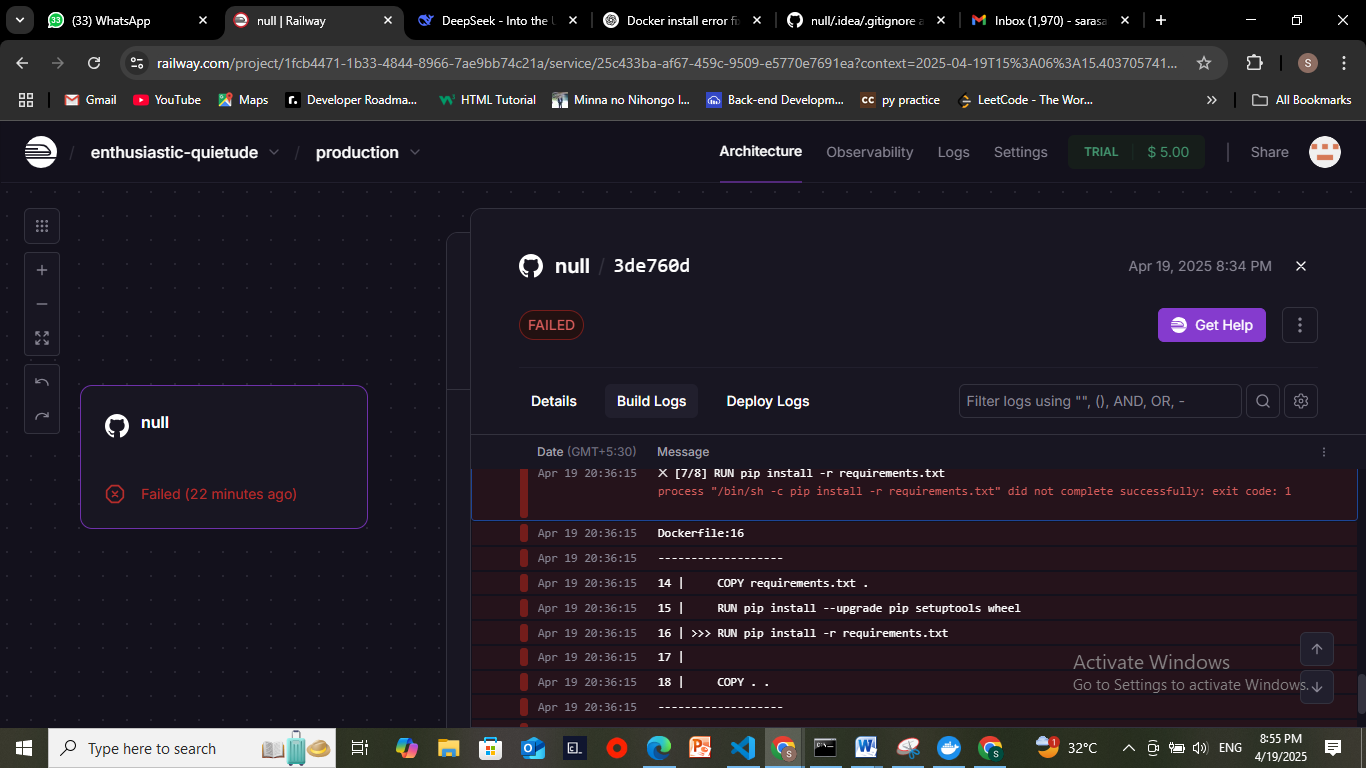 (33) WhatsApp
null | Railway
DeepSeek - Into the U
Docker install error fi
null/.idea/.gitignore a
Inbox (1,970) - sarasa
railway.com/project/1fcb4471-1b33-4844-8966-7ae9bb74c21a/service/25c433ba-af67-459c-9509-e5770e7691ea?context=2025-04-19T15%3A06%3A15.403705741...
S
Gmail
YouTube
Maps
Developer Roadma...
HTML Tutorial
Minna no Nihongo I...
Back-end Developm...
CC py practice
LeetCode - The Wor...
»
All Bookmarks
/ enthusiastic-quietude / production
Architecture
Observability
Logs
Settings
TRIAL $ 5.00
Share
null / 3de760d
Apr 19, 2025 8:34 PM
FAILED
Get Help
null
Failed (22 minutes ago)
Details
Build Logs
Deploy Logs
Filter logs using "", (), AND, OR, -
Date (GMT+5:30) Message
Apr 19 20:36:15 ✕ [7/8] RUN pip install -r requirements.txt
process "/bin/sh -c pip install -r requirements.txt" did not complete successfully: exit code: 1
Apr 19 20:36:15 Dockerfile:16
Apr 19 20:36:15 -------------------
Apr 19 20:36:15 14 | COPY requirements.txt .
Apr 19 20:36:15 15 | RUN pip install --upgrade pip setuptools wheel
Apr 19 20:36:15 16 | >>> RUN pip install -r requirements.txt
Apr 19 20:36:15 17 |
Apr 19 20:36:15 18 | COPY . .
Apr 19 20:36:15 -------------------
Activate Windows
Go to Settings to activate Windows.
Type here to search
32°C
ENG
8:55 PM
4/19/2025